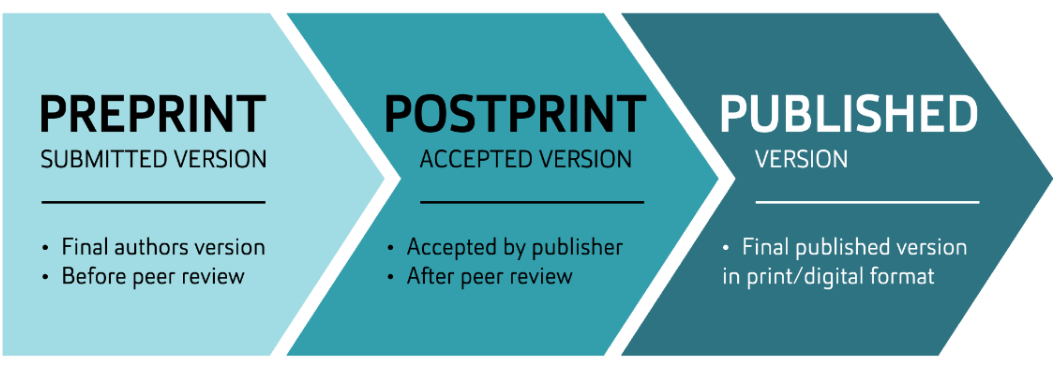 PREPRINT
SUBMITTED VERSION
• Final authors version
• Before peer review
POSTPRINT
ACCEPTED VERSION
• Accepted by publisher
• After peer review
PUBLISHED
VERSION
• Final published version
in print/digital format